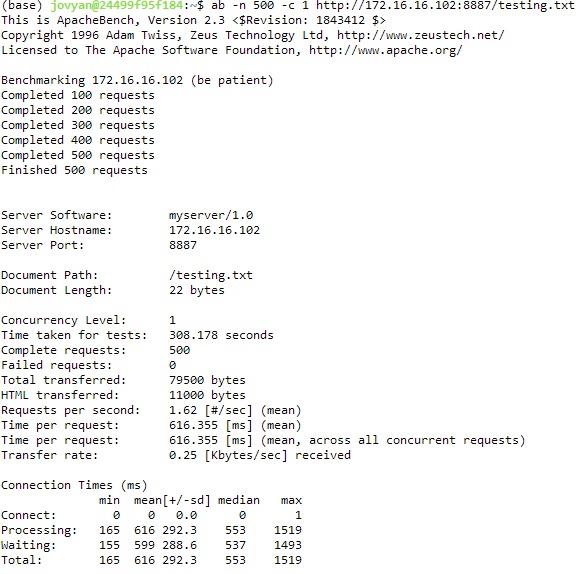 (base) jovyan@24499f95f184:~$ ab -n 500 -c 1 http://172.16.16.102:8887/testing.txt
This is ApacheBench, Version 2.3 <$Revision: 1843412 $>
Copyright 1996 Adam Twiss, Zeus Technology Ltd, http://www.zeustech.net/
Licensed to The Apache Software Foundation, http://www.apache.org/

Benchmarking 172.16.16.102 (be patient)
Completed 100 requests
Completed 200 requests
Completed 300 requests
Completed 400 requests
Completed 500 requests
Finished 500 requests


Server Software:        myserver/1.0
Server Hostname:        172.16.16.102
Server Port:            8887

Document Path:          /testing.txt
Document Length:        22 bytes

Concurrency Level:      1
Time taken for tests:   308.178 seconds
Complete requests:      500
Failed requests:        0
Total transferred:      79500 bytes
HTML transferred:       11000 bytes
Requests per second:    1.62 [#/sec] (mean)
Time per request:       616.355 [ms] (mean)
Time per request:       616.355 [ms] (mean, across all concurrent requests)
Transfer rate:          0.25 [Kbytes/sec] received

Connection Times (ms)
              min  mean[+/-sd] median   max
Connect:        0    0   0.0      0       1
Processing:   165  616 292.3    553    1519
Waiting:      155  599 288.6    537    1493
Total:        165  616 292.3    553    1519